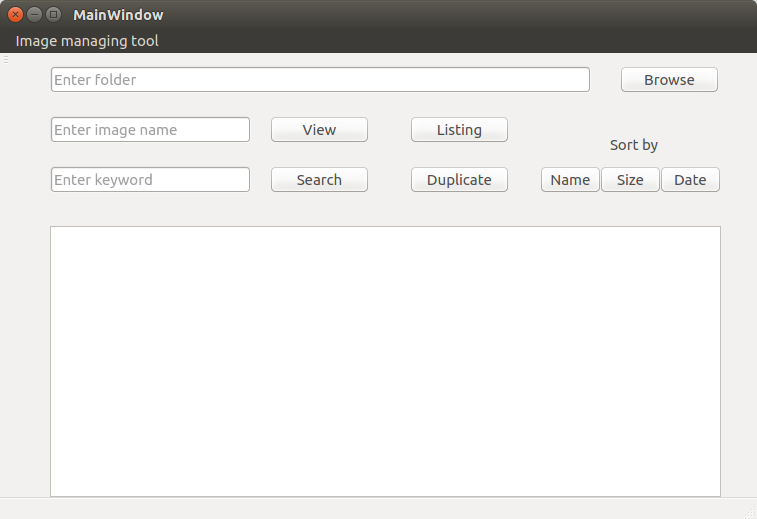 MainWindow
Image managing tool
Enter folder
Browse
Enter image name
View
Listing
Sort by
Enter keyword
Search
Duplicate
Name
Size
Date